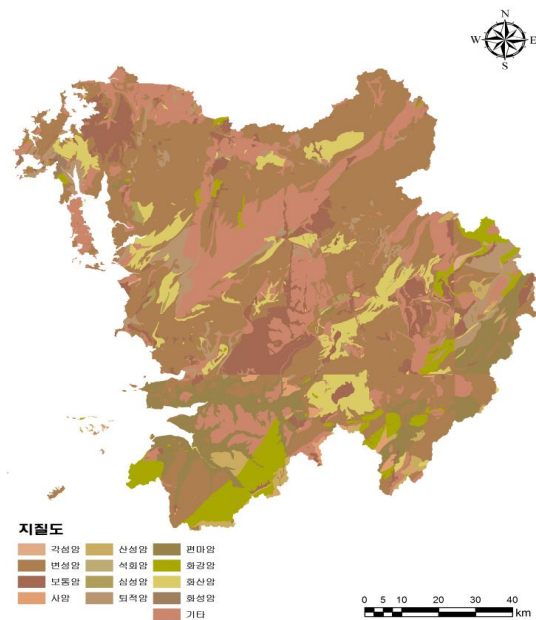 N
W E
S
지질도
각섬암 산성암 편마암
변성암 석회암 화강암
보통암 심성암 화산암
사암 퇴적암 화성암
기타
0 5 10 20 30 40
km